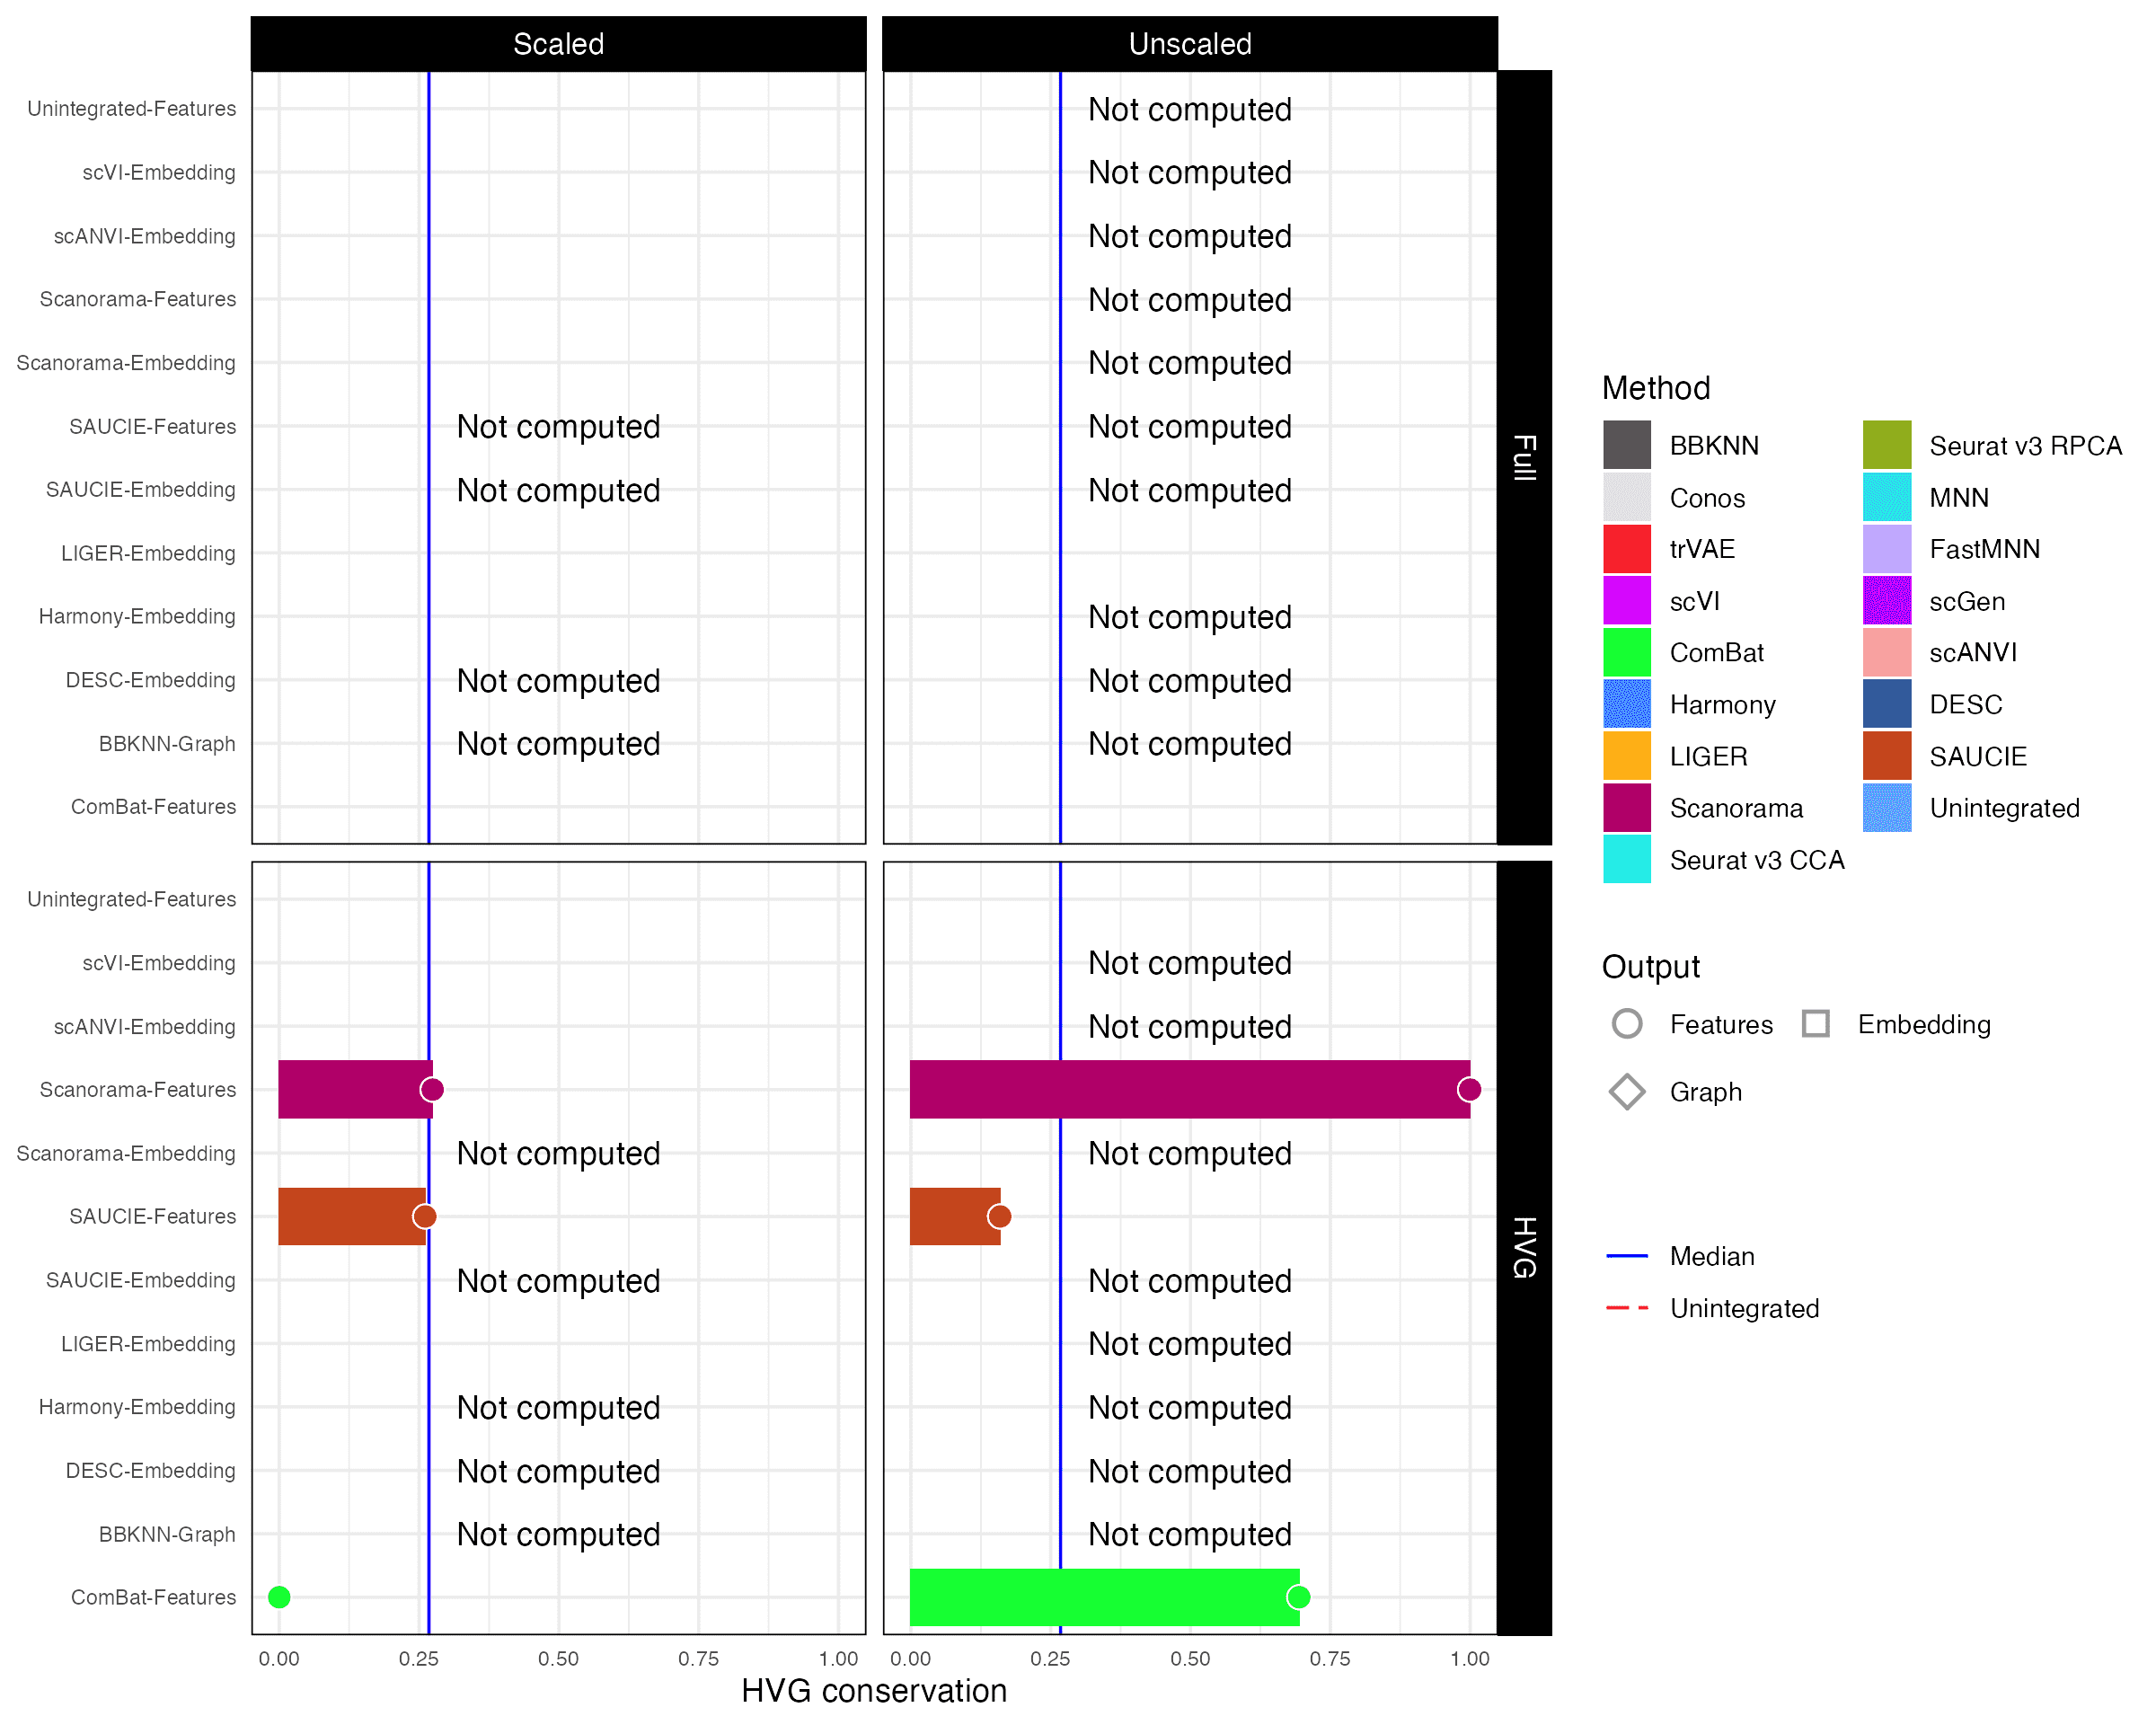 Scaled
Unscaled
Unintegrated-Features
Not computed
scVI-Embedding
Not computed
scANVI-Embedding
Not computed
Scanorama-Features
Not computed
Scanorama-Embedding
Not computed
SAUCIE-Features
Not computed
Not computed
SAUCIE-Embedding
Not computed
Not computed
LIGER-Embedding
Harmony-Embedding
Not computed
DESC-Embedding
Not computed
Not computed
BBKNN-Graph
Not computed
Not computed
ComBat-Features
Full
Unintegrated-Features
scVI-Embedding
Not computed
scANVI-Embedding
Not computed
Scanorama-Features
Scanorama-Embedding
Not computed
Not computed
SAUCIE-Features
SAUCIE-Embedding
Not computed
Not computed
LIGER-Embedding
Not computed
Harmony-Embedding
Not computed
Not computed
DESC-Embedding
Not computed
Not computed
BBKNN-Graph
Not computed
Not computed
ComBat-Features
HVG
0.00 0.25 0.50 0.75 1.00
0.00 0.25 0.50 0.75 1.00
HVG conservation
Method
BBKNN
Conos
trVAE
scVI
ComBat
Harmony
LIGER
Scanorama
Seurat v3 CCA
Seurat v3 RPCA
MNN
FastMNN
scGen
scANVI
DESC
SAUCIE
Unintegrated
Output
Features
Embedding
Graph
Median
Unintegrated